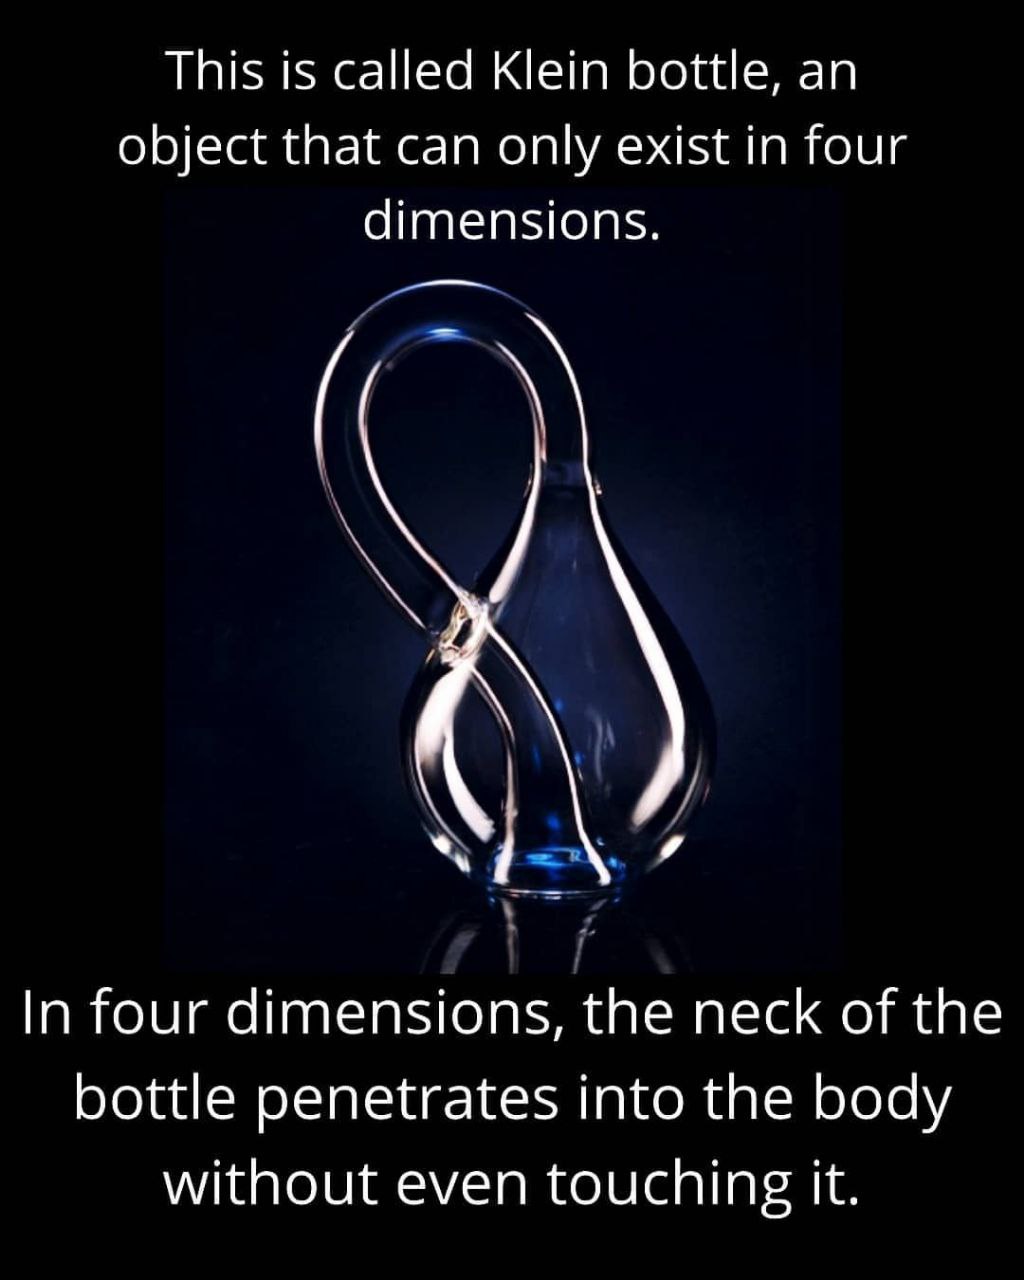 This is called Klein bottle, an
object that can only exist in four
dimensions.
In four dimensions, the neck of the
bottle penetrates into the body
without even touching it.